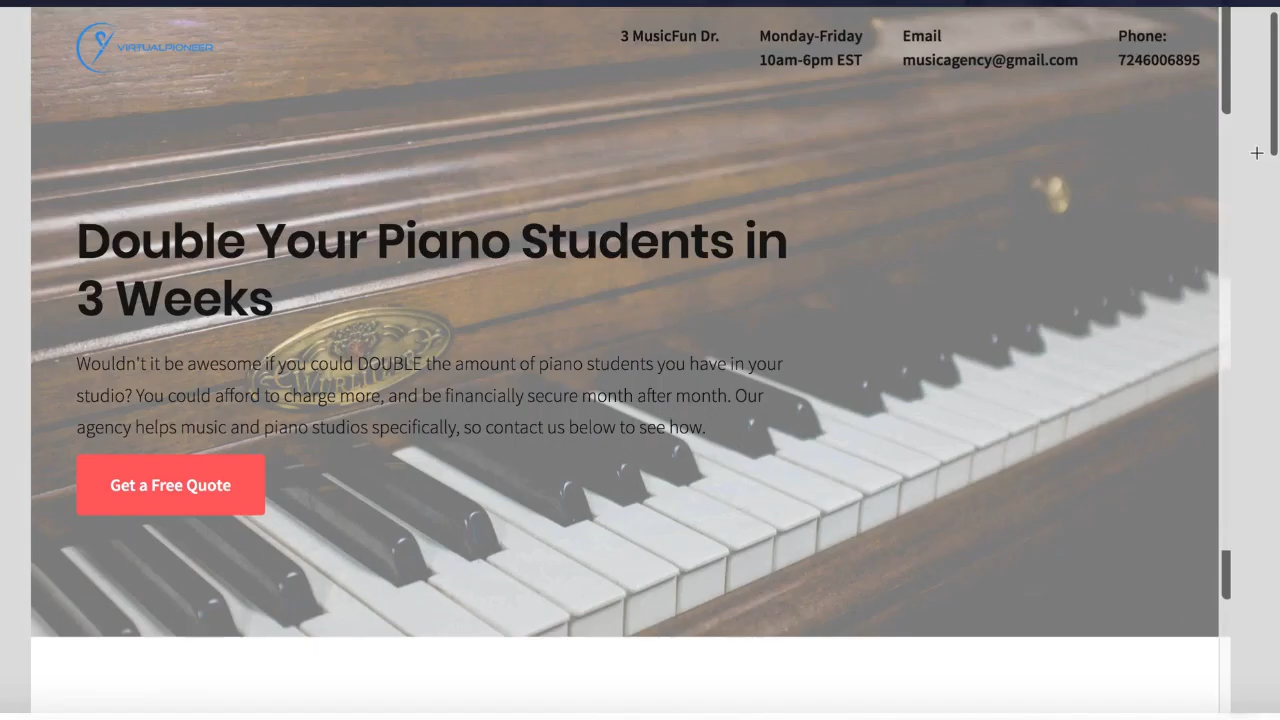 VIRTUALPIONEER
3 MusicFun Dr.
Monday-Friday
10am-6pm EST
Email
musicagency@gmail.com
Phone:
7246006895
Double Your Piano Students in
3 Weeks
Wouldn't it be awesome if you could DOUBLE the amount of piano students you have in your
studio? You could afford to charge more, and be financially secure month after month. Our
agency helps music and piano studios specifically, so contact us below to see how.
Get a Free Quote